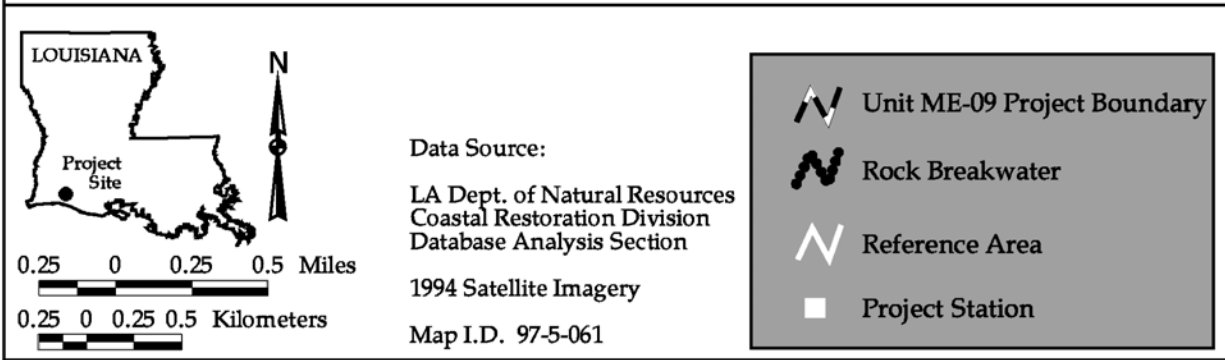 LOUISIANA
N
Project
Site
0.25 0 0.25 0.5 Miles
0.25 0 0.25 0.5 Kilometers
Data Source:
LA Dept. of Natural Resources
Coastal Restoration Division
Database Analysis Section
1994 Satellite Imagery
Map I.D. 97-5-061
Unit ME-09 Project Boundary
Rock Breakwater
Reference Area
Project Station